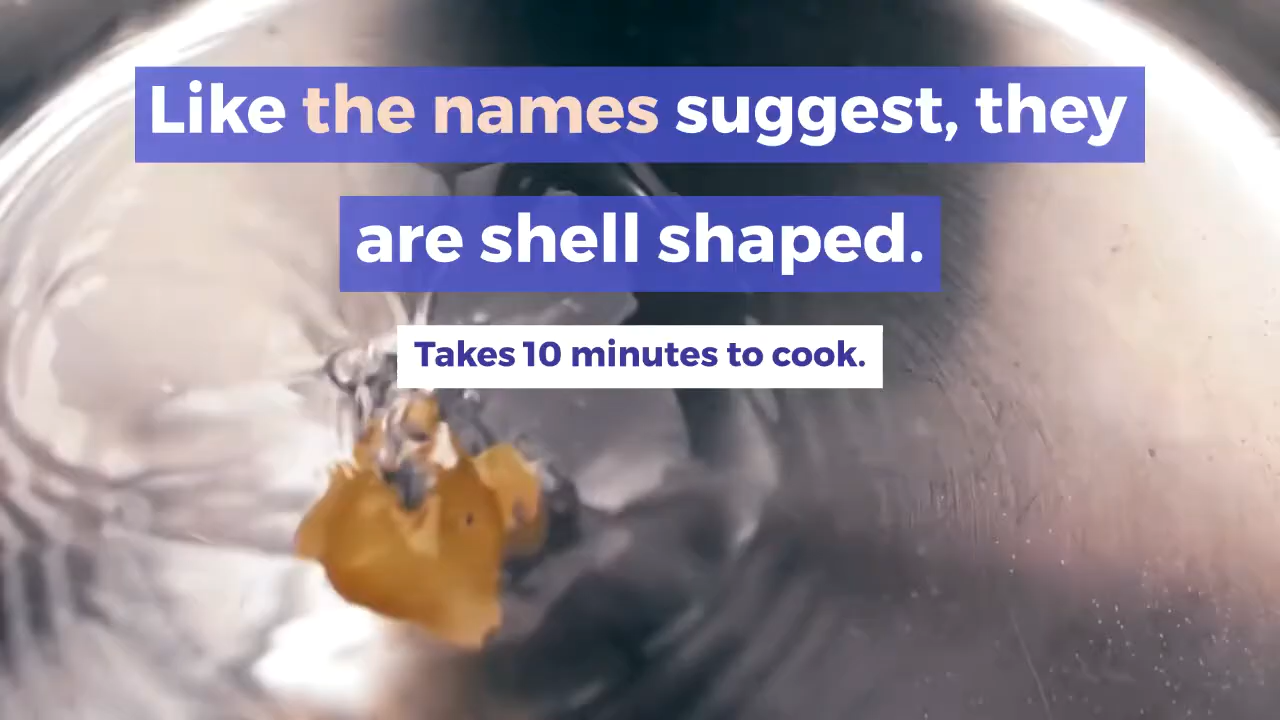 Like the names suggest, they
are shell shaped.
Takes 10 minutes to cook.